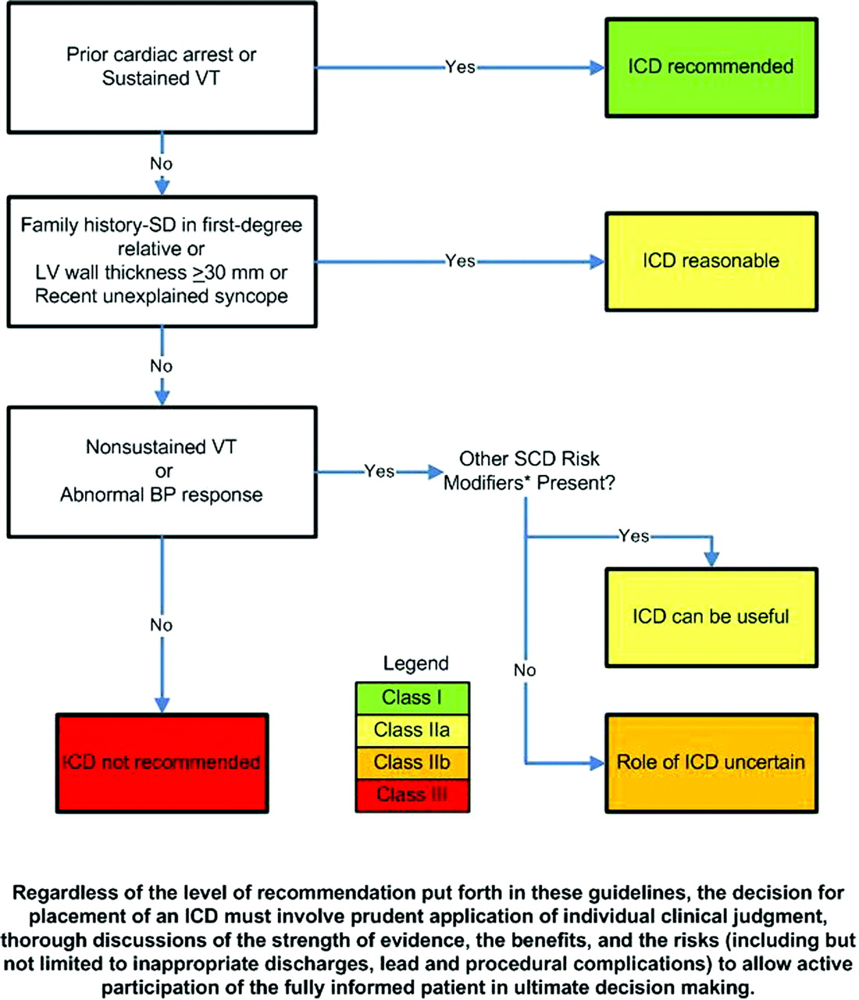 Prior cardiac arrest or
Sustained VT
Yes
ICD recommended
No
Family history-SD in first-degree
relative or
LV wall thickness ≥30 mm or
Recent unexplained syncope
Yes
ICD reasonable
No
Nonsustained VT
or
Abnormal BP response
Yes
Other SCD Risk
Modifiers* Present?
Yes
ICD can be useful
No
No
Role of ICD uncertain
ICD not recommended
Legend
Class I
Class IIa
Class IIb
Class III
Regardless of the level of recommendation put forth in these guidelines, the decision for
placement of an ICD must involve prudent application of individual clinical judgment,
thorough discussions of the strength of evidence, the benefits, and the risks (including but
not limited to inappropriate discharges, lead and procedural complications) to allow active
participation of the fully informed patient in ultimate decision making.